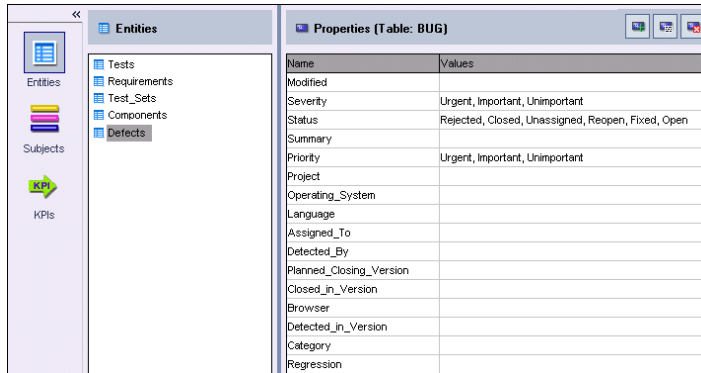 «
Entities
Subjects
KPI
KPIs
Entities
Tests
Requirements
Test_Sets
Components
Defects
Properties (Table: BUG)
Name Values
Modified
Severity Urgent, Important, Unimportant
Status Rejected, Closed, Unassigned, Reopen, Fixed, Open
Summary
Priority Urgent, Important, Unimportant
Project
Operating_System
Language
Assigned_To
Detected_By
Planned_Closing_Version
Closed_in_Version
Browser
Detected_in_Version
Category
Regression